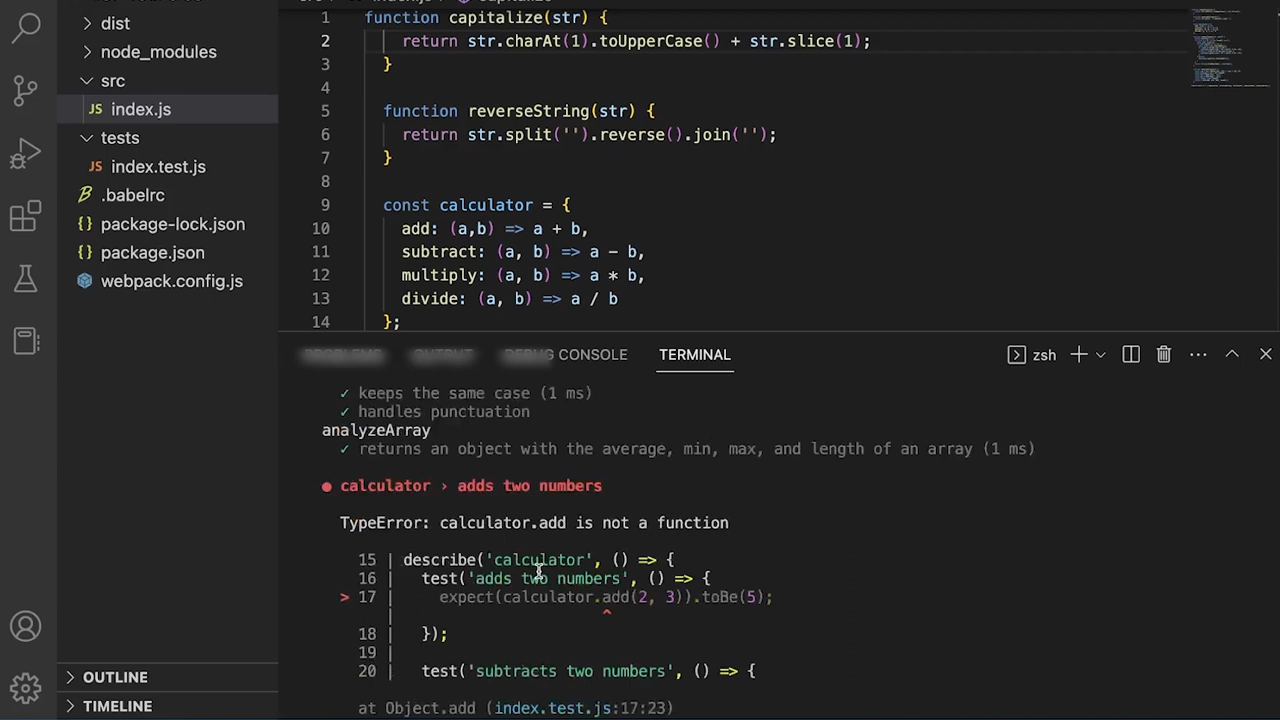 dist
node_modules
src
JS index.js
tests
JS index.test.js
.babelrc
{} package-lock.json
{} package.json
webpack.config.js
OUTLINE
TIMELINE
1 function capitalize(str) {
2 return str.charAt(1).toUpperCase() + str.slice(1);
3 }
4
5 function reverseString(str) {
6 return str.split('').reverse().join('');
7 }
8
9 const calculator = {
10 add: (a,b) => a + b,
11 subtract: (a, b) => a - b,
12 multiply: (a, b) => a * b,
13 divide: (a, b) => a / b
14 };
PROBLEMS OUTPUT DEBUG CONSOLE TERMINAL zsh
✓ keeps the same case (1 ms)
✓ handles punctuation
analyzeArray
✓ returns an object with the average, min, max, and length of an array (1 ms)
● calculator › adds two numbers
TypeError: calculator.add is not a function
15 | describe('calculator', () => {
16 | test('adds two numbers', () => {
> 17 | expect(calculator.add(2, 3)).toBe(5);
| ^
18 | });
19 |
20 | test('subtracts two numbers', () => {
at Object.add (index.test.js:17:23)